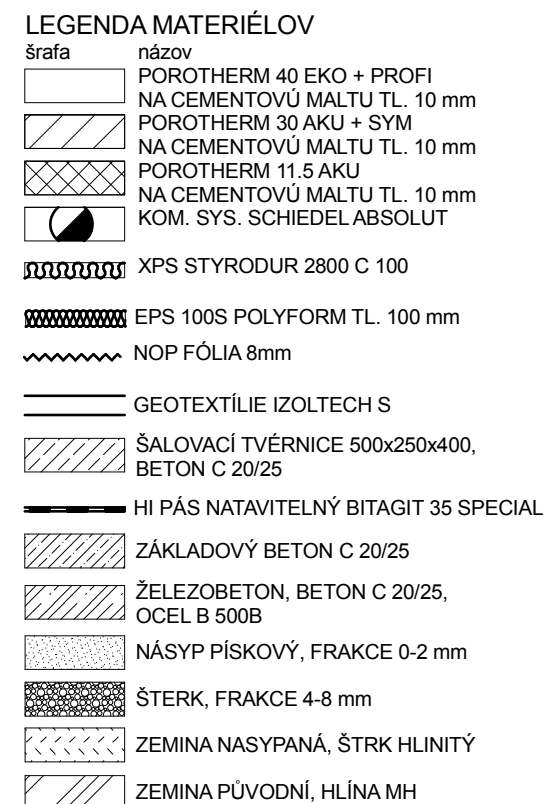 LEGENDA MATERIÉLOV
šrafa názov
POROTHERM 40 EKO + PROFI
NA CEMENTOVÚ MALTU TL. 10 mm
POROTHERM 30 AKU + SYM
NA CEMENTOVÚ MALTU TL. 10 mm
POROTHERM 11.5 AKU
NA CEMENTOVÚ MALTU TL. 10 mm
KOM. SYS. SCHIEDEL ABSOLUT
XPS STYRODUR 2800 C 100
EPS 100S POLYFORM TL. 100 mm
NOP FÓLIA 8mm
GEOTEXTÍLIE IZOLTECH S
ŠALOVACÍ TVÉRNICE 500x250x400,
BETON C 20/25
HI PÁS NATAVITELNÝ BITAGIT 35 SPECIAL
ZÁKLADOVÝ BETON C 20/25
ŽELEZOBETON, BETON C 20/25,
OCEL B 500B
NÁSYP PÍSKOVÝ, FRAKCE 0-2 mm
ŠTERK, FRAKCE 4-8 mm
ZEMINA NASYPANÁ, ŠTRK HLINITÝ
ZEMINA PŮVODNÍ, HLÍNA MH